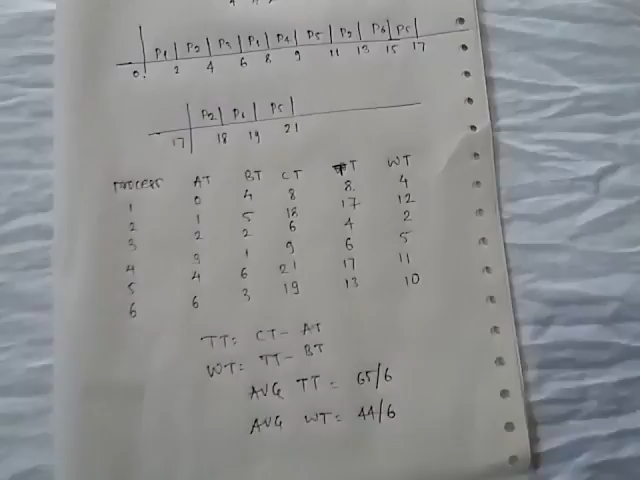 P1 P2 P3 P1 P4 P5 P2 P6 P5
0 2 4 6 8 9 11 13 15 17
P2 P6 P5
17 18 19 21
PROCESS AT BT CT TT WT
1 0 4 8 8 4
2 1 5 18 17 12
3 2 2 6 4 2
4 3 1 9 6 5
5 4 6 21 17 11
6 6 3 19 13 10
TT = CT - AT
WT = TT - BT
AVG TT = 65/6
AVG WT = 44/6